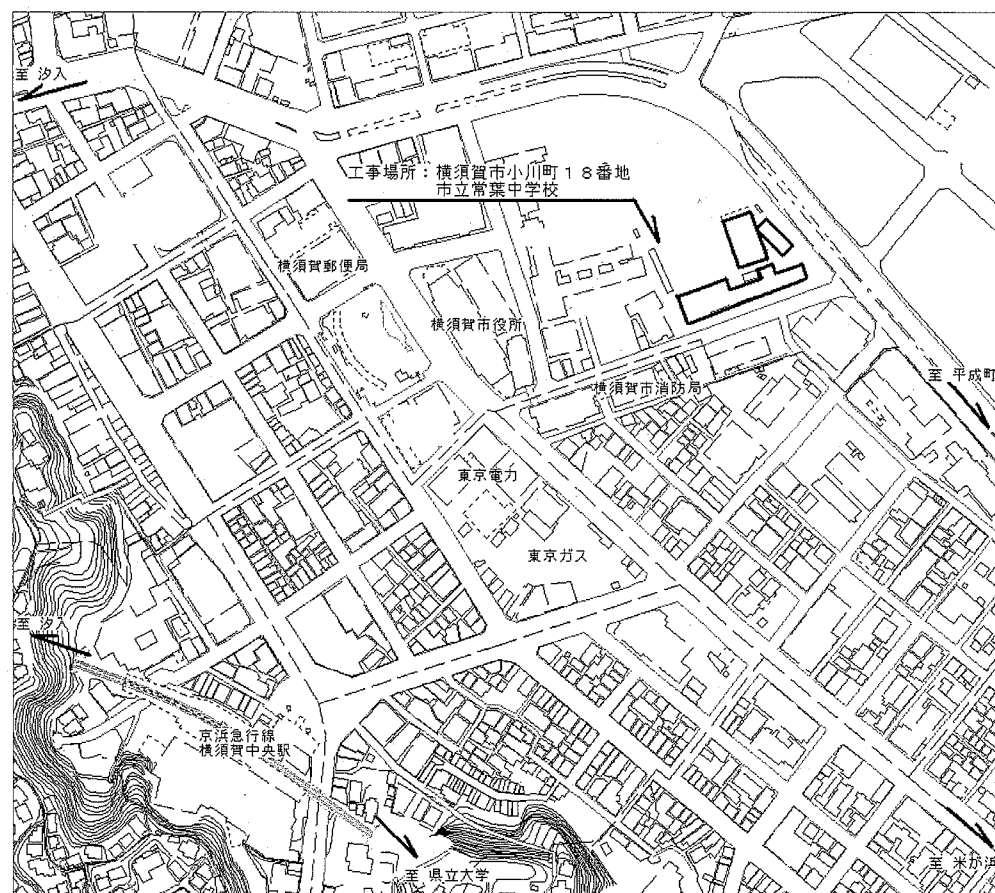 至 汐入
工事場所：横須賀市小川町１８番地
市立常葉中学校
横須賀郵便局
横須賀市役所
至 平成町
横須賀市消防局
東京電力
東京ガス
至 汐入
京浜急行線
横須賀中央駅
至 県立大学
至 米が浜